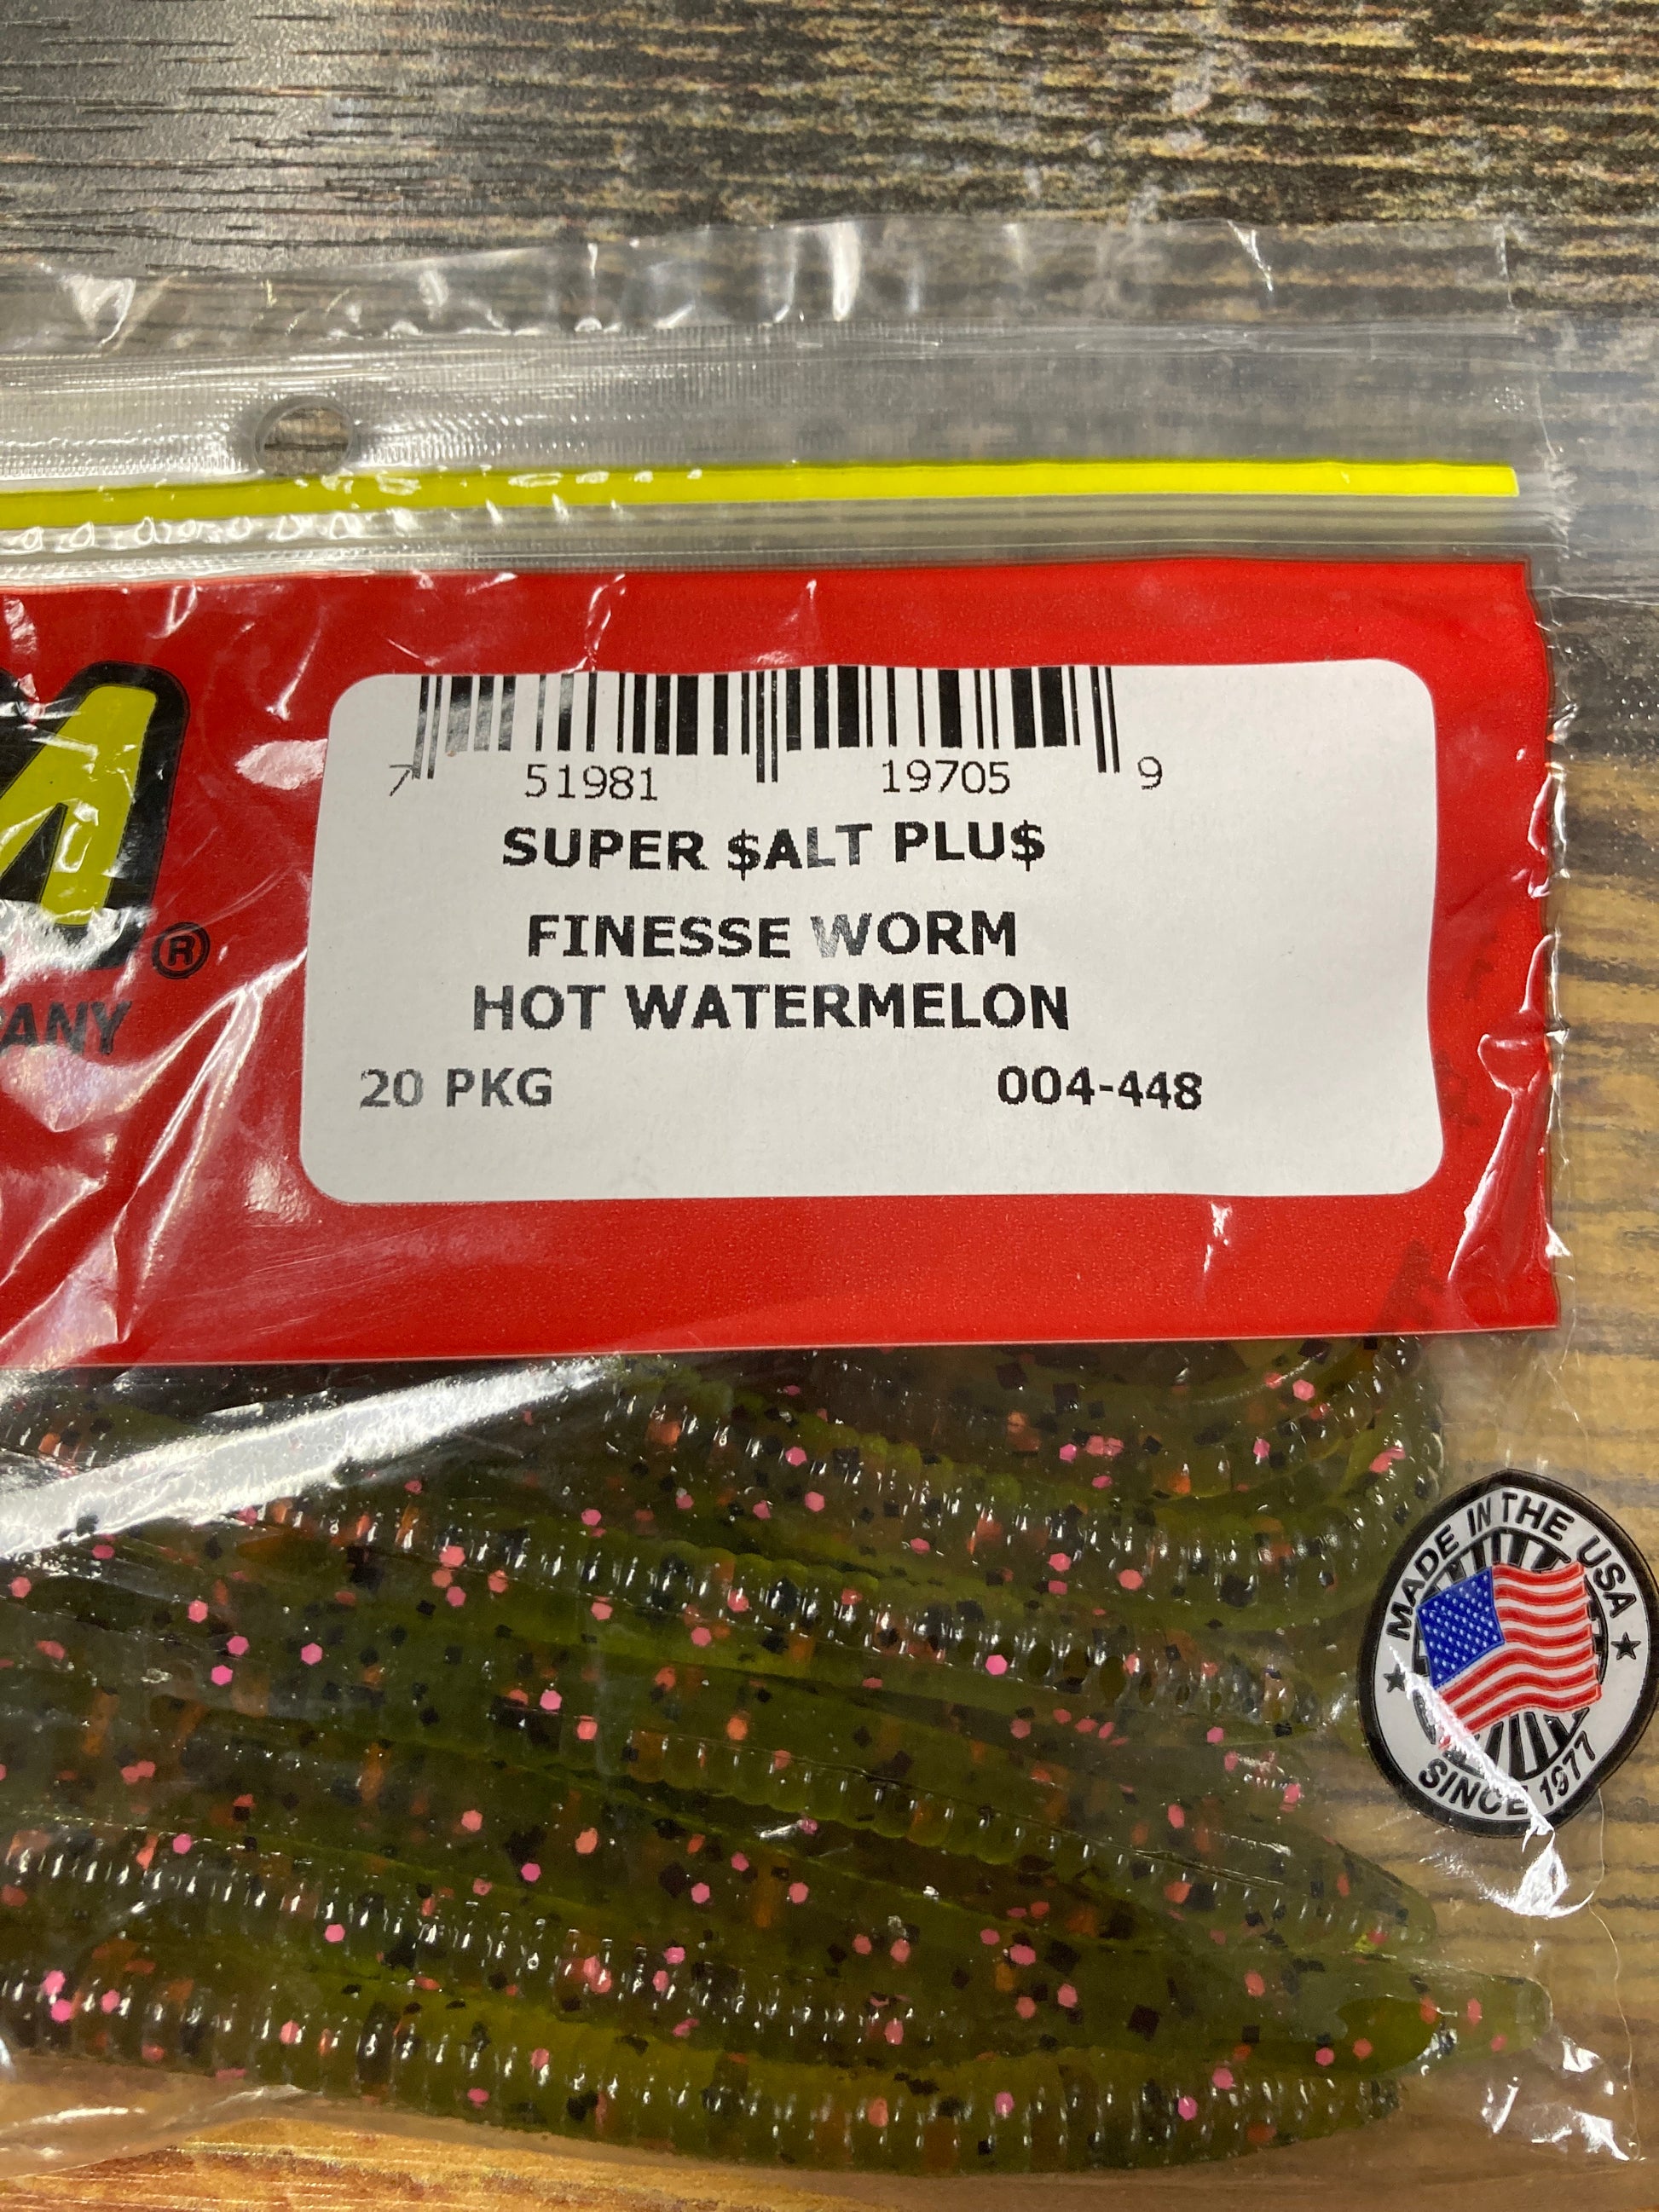 M ®
PANY
7 51981 19705 9
SUPER $ALT PLU$
FINESSE WORM
HOT WATERMELON
20 PKG 004-448
MADE IN THE USA
SINCE 1977